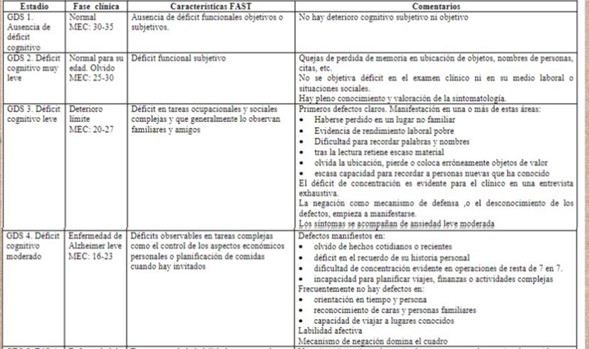 Estadio Fase clínica Características FAST Comentarios
GDS 1. Ausencia de déficit cognitivo
Normal MEC: 30-35
Ausencia de déficit funcionales objetivos o subjetivos.
No hay deterioro cognitivo subjetivo ni objetivo
GDS 2. Déficit cognitivo muy leve
Normal para su edad. Olvido MEC: 25-30
Déficit funcional subjetivo
Quejas de perdida de memoria en ubicación de objetos, nombres de personas, citas, etc.
No se objetiva déficit en el examen clínico ni en su medio laboral o situaciones sociales.
Hay pleno conocimiento y valoración de la sintomatología.
GDS 3. Déficit cognitivo leve
Deterioro límite MEC: 20-27
Déficit en tareas ocupacionales y sociales complejas y que generalmente lo observan familiares y amigos
Primeros defectos claros. Manifestación en una o más de estas áreas:
• Haberse perdido en un lugar no familiar
• Evidencia de rendimiento laboral pobre
• Dificultad para recordar palabras y nombres
• tras la lectura retiene escaso material
• olvida la ubicación, pierde o coloca erróneamente objetos de valor
• escasa capacidad para recordar a personas nuevas que ha conocido
El déficit de concentración es evidente para el clínico en una entrevista exhaustiva.
La negación como mecanismo de defensa ,o el desconocimiento de los defectos, empieza a manifestarse.
Los síntomas se acompañan de ansiedad leve moderada
GDS 4. Déficit cognitivo moderado
Enfermedad de Alzheimer leve MEC: 16-23
Déficits observables en tareas complejas como el control de los aspectos económicos personales o planificación de comidas cuando hay invitados
Defectos manifiestos en:
• olvido de hechos cotidianos o recientes
• déficit en el recuerdo de su historia personal
• dificultad de concentración evidente en operaciones de resta de 7 en 7.
• incapacidad para planificar viajes, finanzas o actividades complejas
Frecuentemente no hay defectos en:
• orientación en tiempo y persona
• reconocimiento de caras y personas familiares
• capacidad de viajar a lugares conocidos
Labilidad afectiva
Mecanismo de negación domina el cuadro